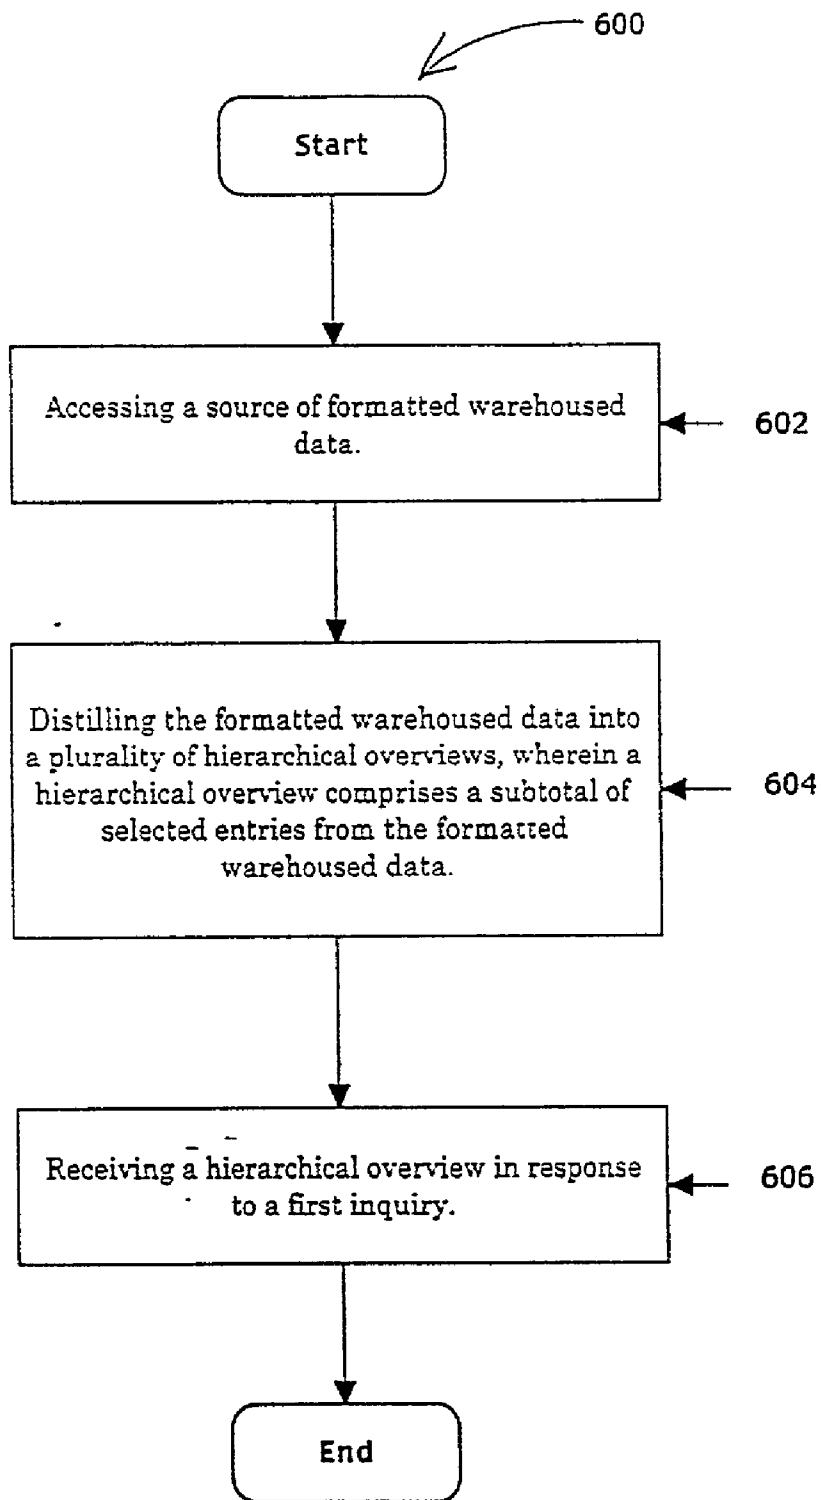 600
Start
Accessing a source of formatted warehoused
data.
602
Distilling the formatted warehoused data into
a plurality of hierarchical overviews, wherein a
hierarchical overview comprises a subtotal of
selected entries from the formatted
warehoused data.
604
Receiving a hierarchical overview in response
to a first inquiry.
606
End